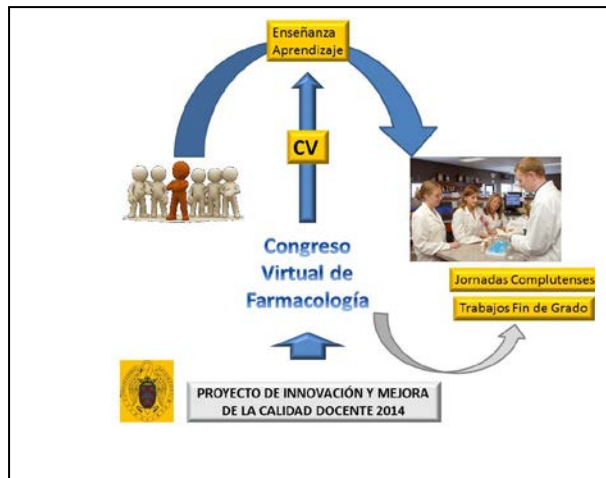 Enseñanza
Aprendizaje
CV
Congreso
Virtual de
Farmacología
Jornadas Complutenses
Trabajos Fin de Grado
PROYECTO DE INNOVACIÓN Y MEJORA
DE LA CALIDAD DOCENTE 2014